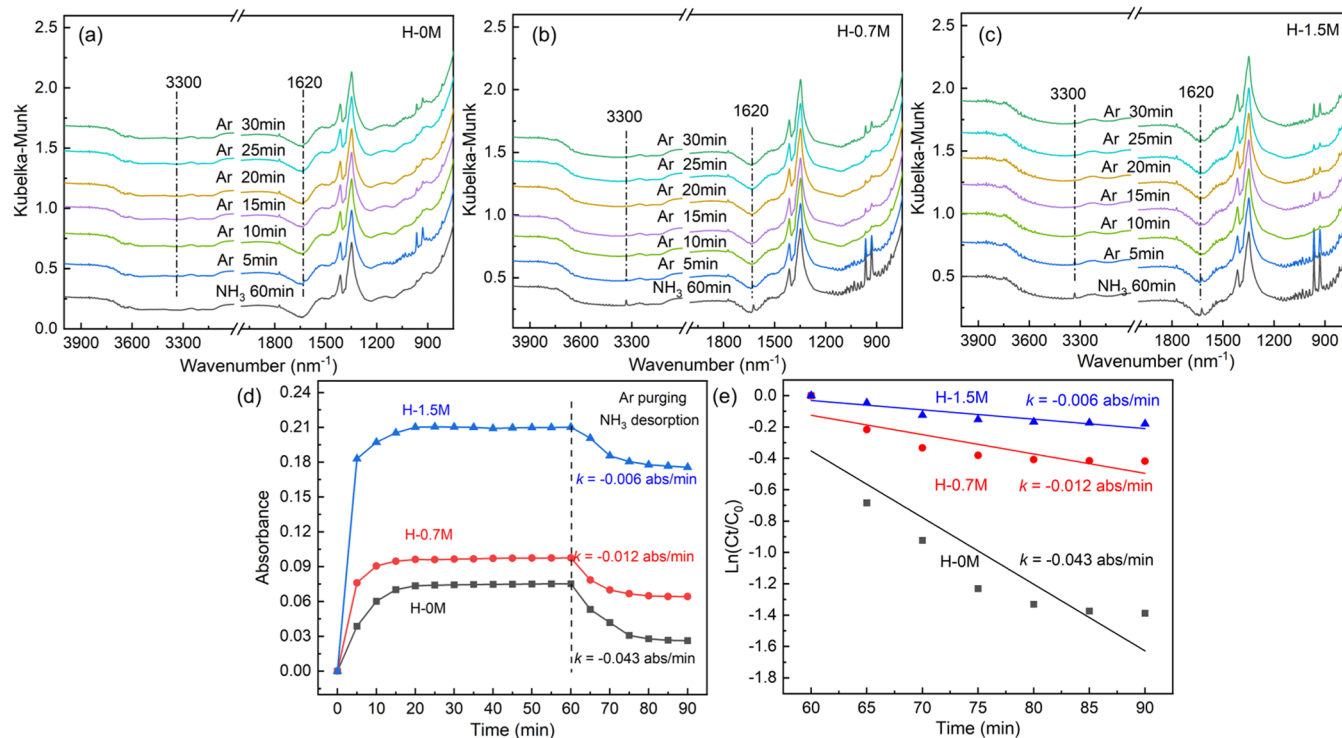 (a)
H-0M
Kubelka-Munk
2.0
1.5
1.0
0.5
0.0
3300
1620
Ar 30min
Ar 25min
Ar 20min
Ar 15min
Ar 10min
Ar 5min
NH3 60min
3900 3600 3300 1800 1500 1200 900
Wavenumber (nm-1)
(b)
H-0.7M
Kubelka-Munk
2.5
2.0
1.5
1.0
0.5
3300
1620
Ar 30min
Ar 25min
Ar 20min
Ar 15min
Ar 10min
Ar 5min
NH3 60min
3900 3600 3300 1800 1500 1200 900
Wavenumber (nm-1)
(c)
H-1.5M
Kubelka-Munk
2.5
2.0
1.5
1.0
0.5
3300
1620
Ar 30min
Ar 25min
Ar 20min
Ar 15min
Ar 10min
Ar 5min
NH3 60min
3900 3600 3300 1800 1500 1200 900
Wavenumber (nm-1)
(d)
Absorbance
0.24
0.21
0.18
0.15
0.12
0.09
0.06
0.03
0.00
Ar purging
NH3 desorption
H-1.5M
k = -0.006 abs/min
H-0.7M
k = -0.012 abs/min
H-0M
k = -0.043 abs/min
0 10 20 30 40 50 60 70 80 90
Time (min)
(e)
Ln(Ct/C0)
0.0
-0.2
-0.4
-0.6
-0.8
-1.0
-1.2
-1.4
-1.6
-1.8
H-1.5M
k = -0.006 abs/min
H-0.7M
k = -0.012 abs/min
H-0M
k = -0.043 abs/min
60 65 70 75 80 85 90
Time (min)